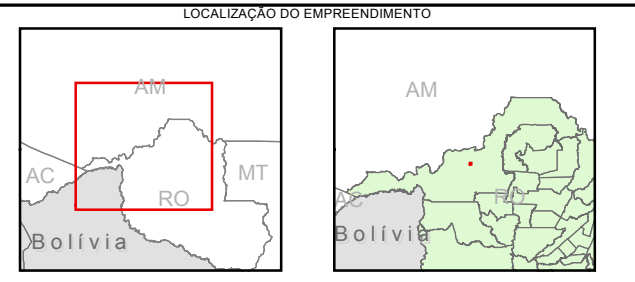 LOCALIZAÇÃO DO EMPREENDIMENTO
AM
AC
MT
RO
Bolívia
AM
AC
RO
Bolívia